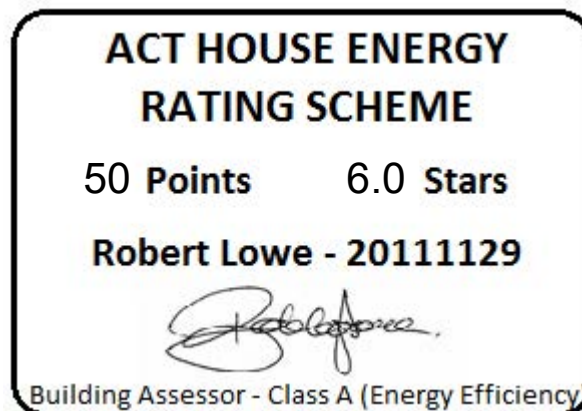 ACT HOUSE ENERGY
RATING SCHEME
50 Points 6.0 Stars
Robert Lowe - 20111129
Building Assessor - Class A (Energy Efficiency)